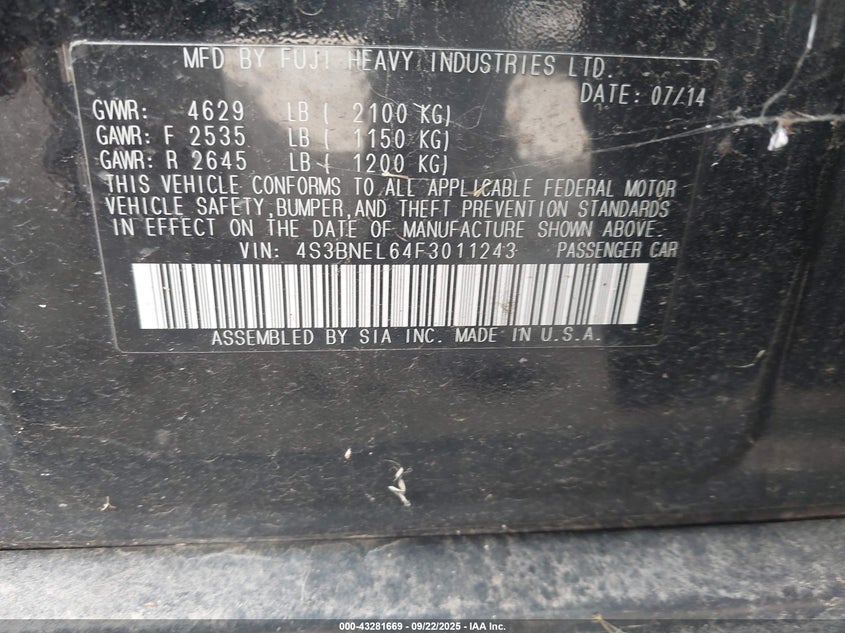 MFD BY FUJI HEAVY INDUSTRIES LTD.
DATE: 07/14
GVWR: 4629 LB ( 2100 KG)
GAWR: F 2535 LB ( 1150 KG)
GAWR: R 2645 LB ( 1200 KG)
THIS VEHICLE CONFORMS TO ALL APPLICABLE FEDERAL MOTOR
VEHICLE SAFETY,BUMPER,AND THEFT PREVENTION STANDARDS
IN EFFECT ON THE DATE OF MANUFACTURE SHOWN ABOVE.
VIN: 4S3BNEL64F3011243 PASSENGER CAR
ASSEMBLED BY SIA INC. MADE IN U.S.A.
000-43281669 - 09/22/2025 - IAA Inc.